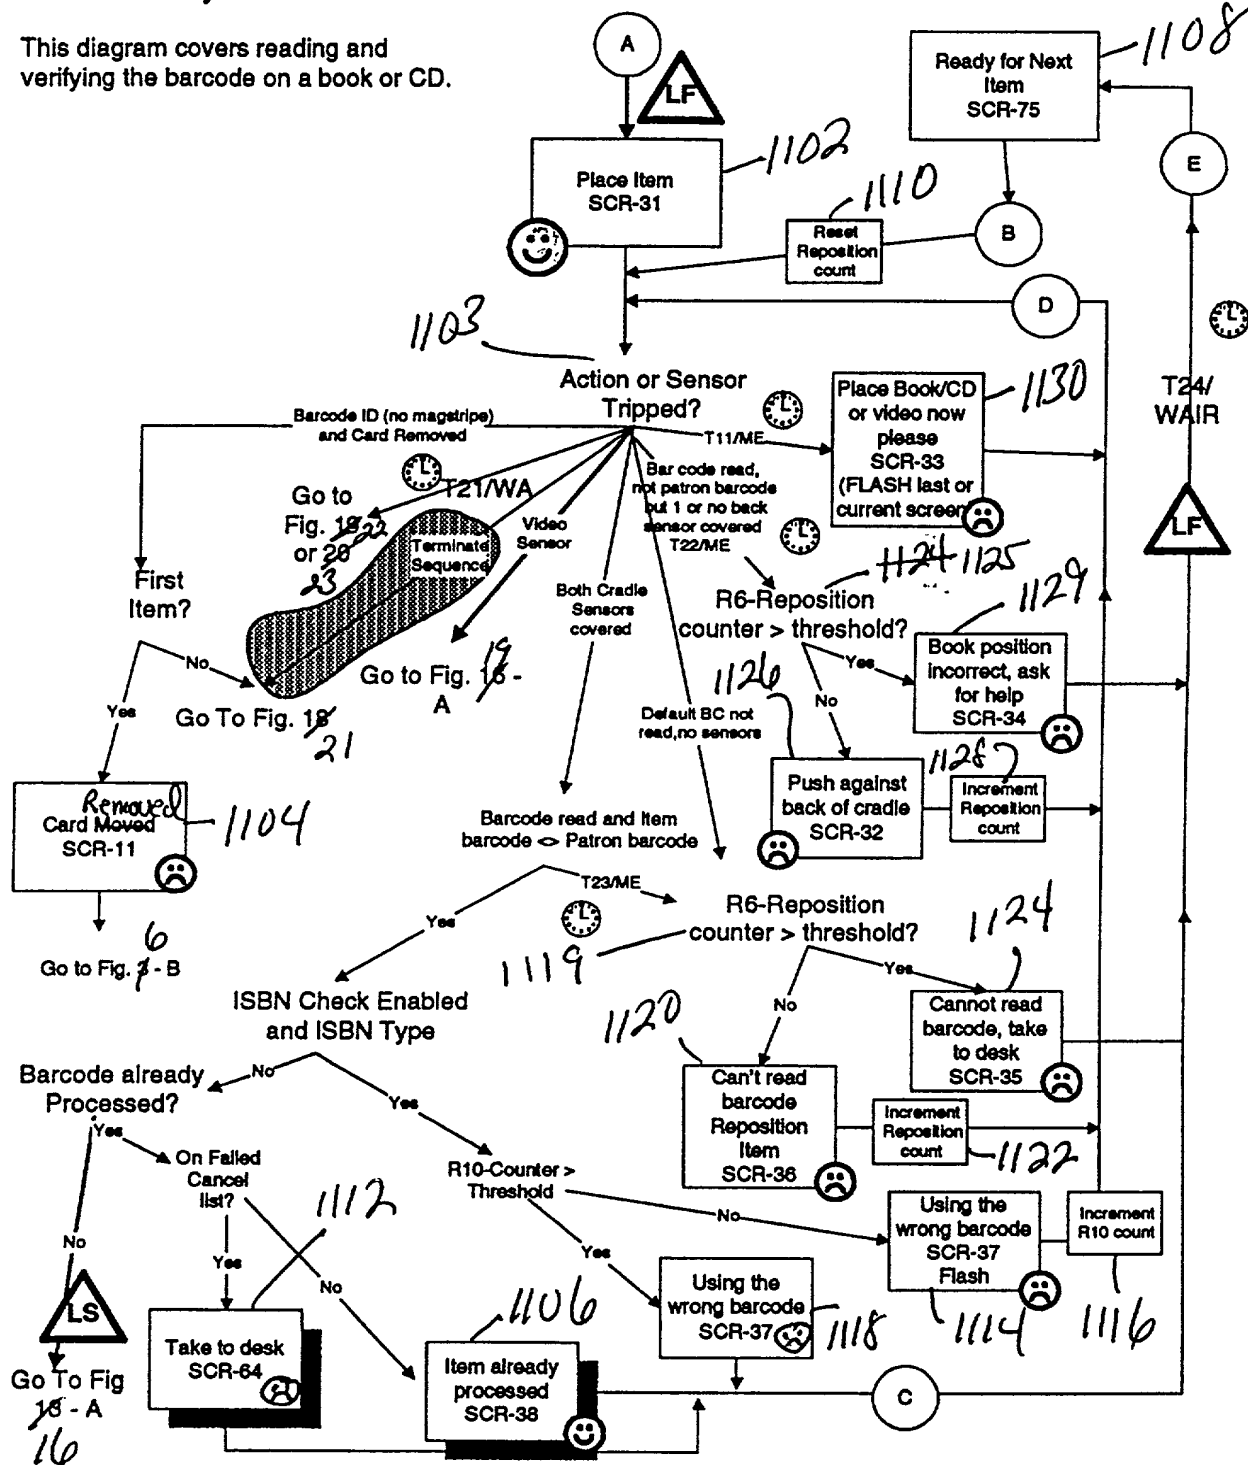 This diagram covers reading and
verifying the barcode on a book or CD.
A
LF
Ready for Next
Item
SCR-75
1108
Place Item
SCR-31
1102
E
1110
Reset
Reposition
count
B
D
1103
Action or Sensor
Tripped?
Barcode ID (no magstripe)
and Card Removed
T11/ME
Place Book/CD
or video now
please
SCR-33
(FLASH last or
current screen
1130
T24/
WAIR
T21/WA
Go to
Fig. 19 22
or 20
23
Terminate
Sequence
Video
Sensor
Bar code read,
not patron barcode
but 1 or no back
sensor covered
T22/ME
LF
First
Item?
Both Cradle
Sensors
covered
1124 1125
R6-Reposition
counter > threshold?
1129
Book position
incorrect, ask
for help
SCR-34
No
Yes
Go to Fig. 16 -
19
A
Go To Fig. 18
21
Yes
No
1126
Default BC not
read,no sensors
Push against
back of cradle
SCR-32
1128
Increment
Reposition
count
Removed
Card Moved
SCR-11
1104
Barcode read and Item
barcode <> Patron barcode
T23/ME
Yes
R6-Reposition
counter > threshold?
1119
1124
6
Go to Fig. 3 - B
No
Yes
ISBN Check Enabled
and ISBN Type
1120
Cannot read
barcode, take
to desk
SCR-35
Barcode already
Processed?
No
Yes
Can't read
barcode
Reposition
Item
SCR-36
Increment
Reposition
count
1122
Yes
On Failed
Cancel
list?
R10-Counter >
Threshold
No
Using the
wrong barcode
SCR-37
Flash
Increment
R10 count
1112
No
Yes
No
Yes
1114
1116
LS
Using the
wrong barcode
SCR-37
1118
1106
Take to desk
SCR-64
Item already
processed
SCR-38
C
Go To Fig
13 - A
16